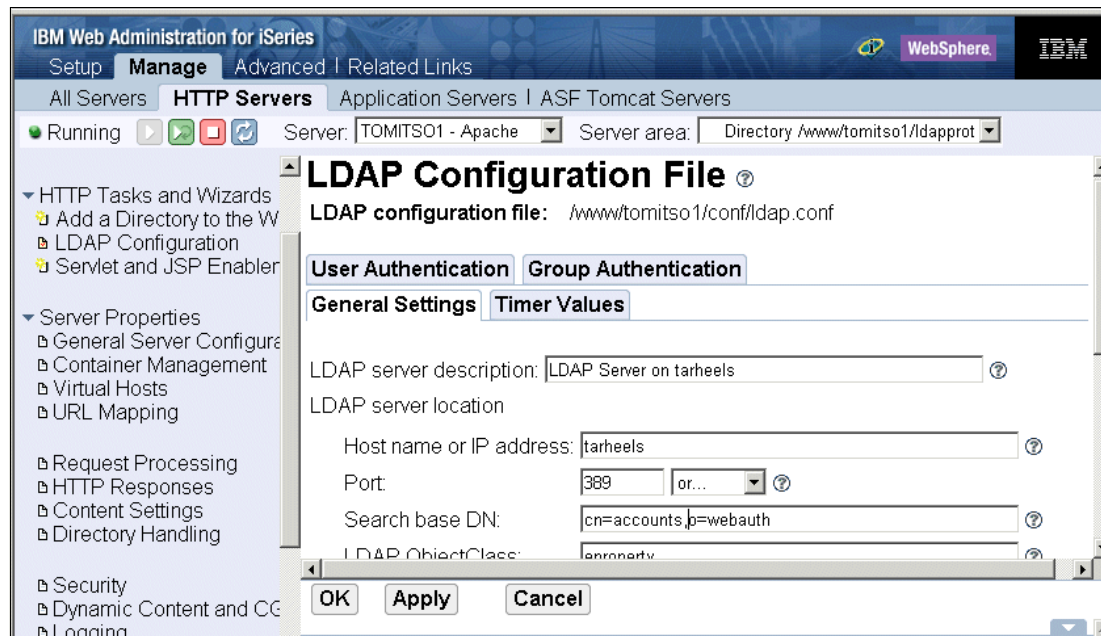 IBM Web Administration for iSeries
Setup Manage Advanced | Related Links
WebSphere.
IBM
All Servers HTTP Servers Application Servers | ASF Tomcat Servers
Running Server: TOMITSO1 - Apache Server area: Directory /www/tomitso1/ldapprot
HTTP Tasks and Wizards
Add a Directory to the W
LDAP Configuration
Servlet and JSP Enabler
Server Properties
General Server Configura
Container Management
Virtual Hosts
URL Mapping
Request Processing
HTTP Responses
Content Settings
Directory Handling
Security
Dynamic Content and CG
Logging
LDAP Configuration File
LDAP configuration file: /www/tomitso1/conf/ldap.conf
User Authentication Group Authentication
General Settings Timer Values
LDAP server description: LDAP Server on tarheels
LDAP server location
Host name or IP address: tarheels
Port: 389 or...
Search base DN: cn=accounts,o=webauth
LDAP ObjectClass: eproperty
OK Apply Cancel